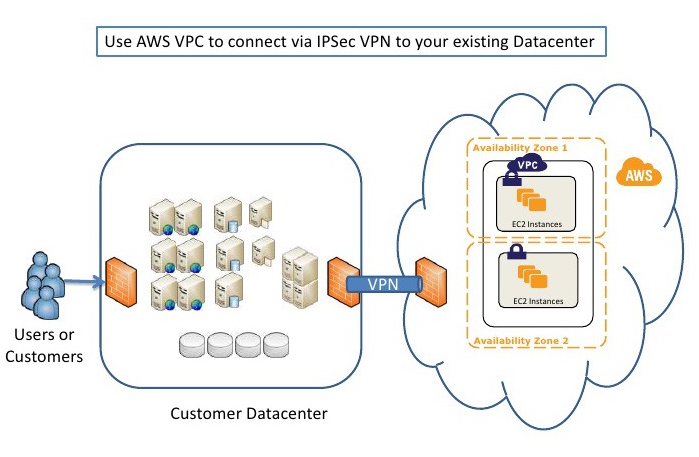 Use AWS VPC to connect via IPSec VPN to your existing Datacenter
Availability Zone 1
VPC
AWS
EC2 Instances
VPN
EC2 Instances
Users or
Customers
Availability Zone 2
Customer Datacenter